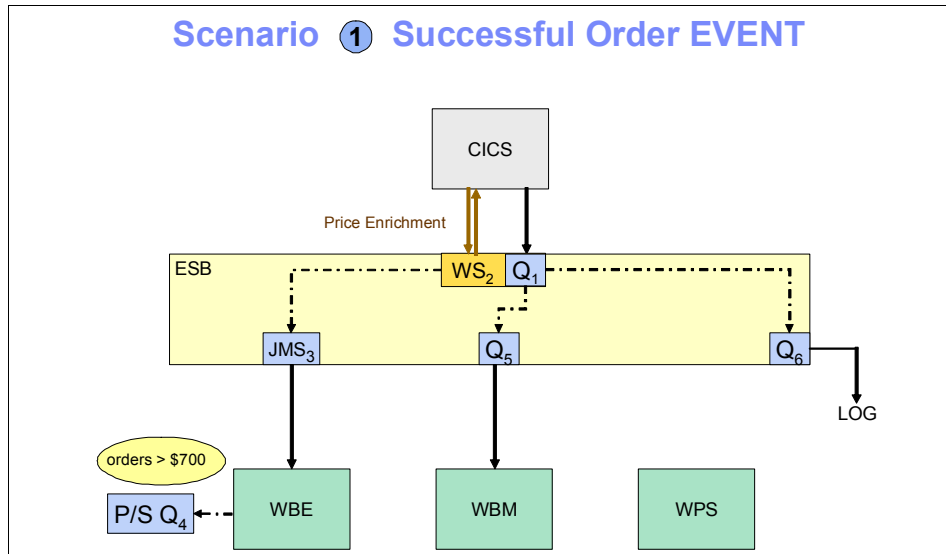 Scenario 1 Successful Order EVENT
CICS
Price Enrichment
ESB
WS2
Q1
JMS3
Q5
Q6
LOG
orders > $700
P/S Q4
WBE
WBM
WPS